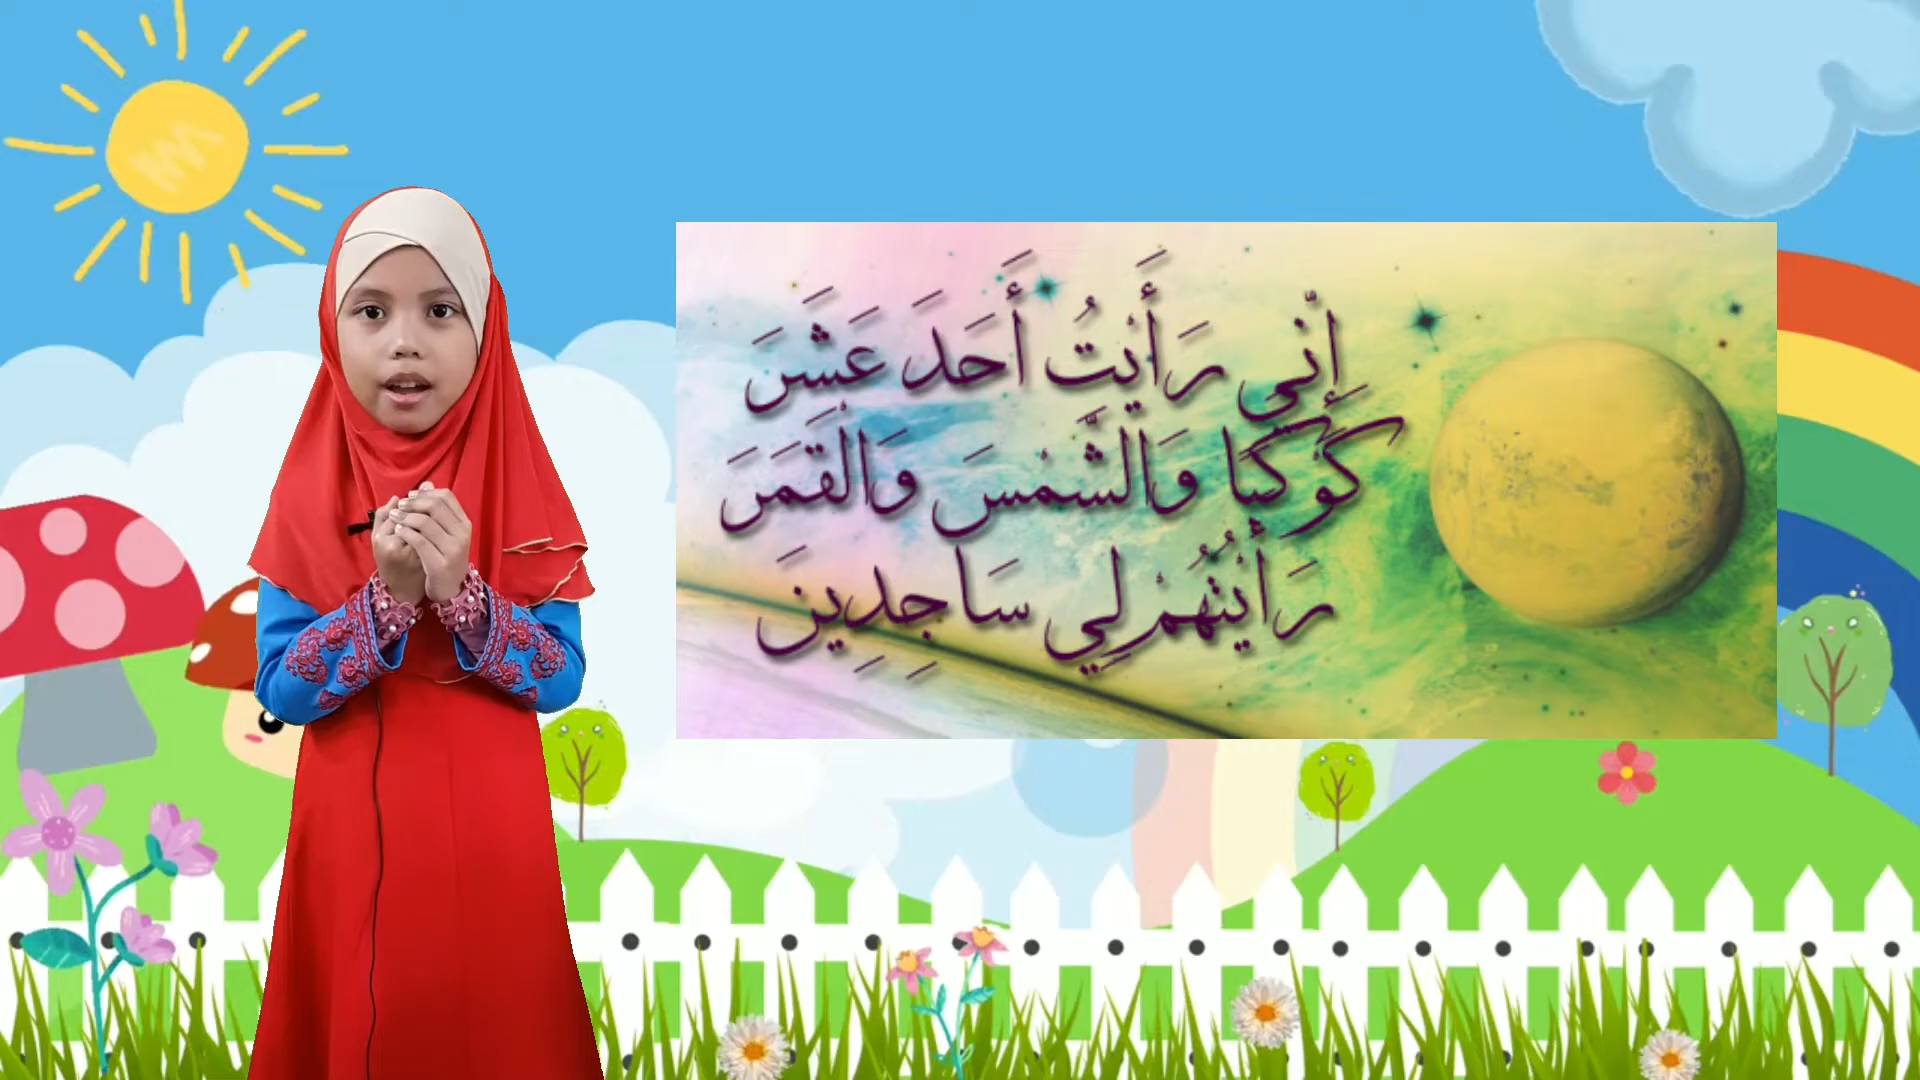 إِنِّي رَأَيْتُ أَحَدَ عَشَرَ
كَوْكَبًا وَالشَّمْسَ وَالْقَمَرَ
رَأَيْتُهُمْ لِي سَاجِدِينَ